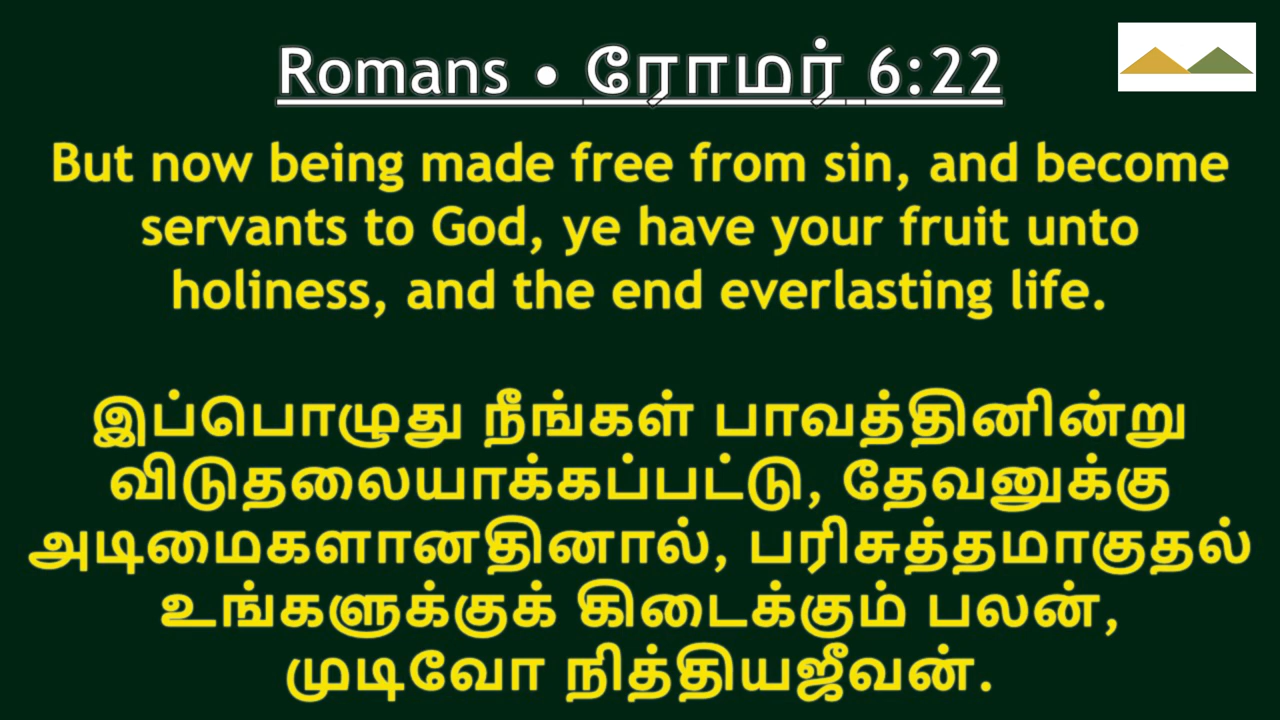 Romans • ரோமர் 6:22
But now being made free from sin, and become
servants to God, ye have your fruit unto
holiness, and the end everlasting life.
இப்பொழுது நீங்கள் பாவத்தினின்று
விடுதலையாக்கப்பட்டு, தேவனுக்கு
அடிமைகளானதினால், பரிசுத்தமாகுதல்
உங்களுக்குக் கிடைக்கும் பலன்,
முடிவோ நித்தியஜீவன்.